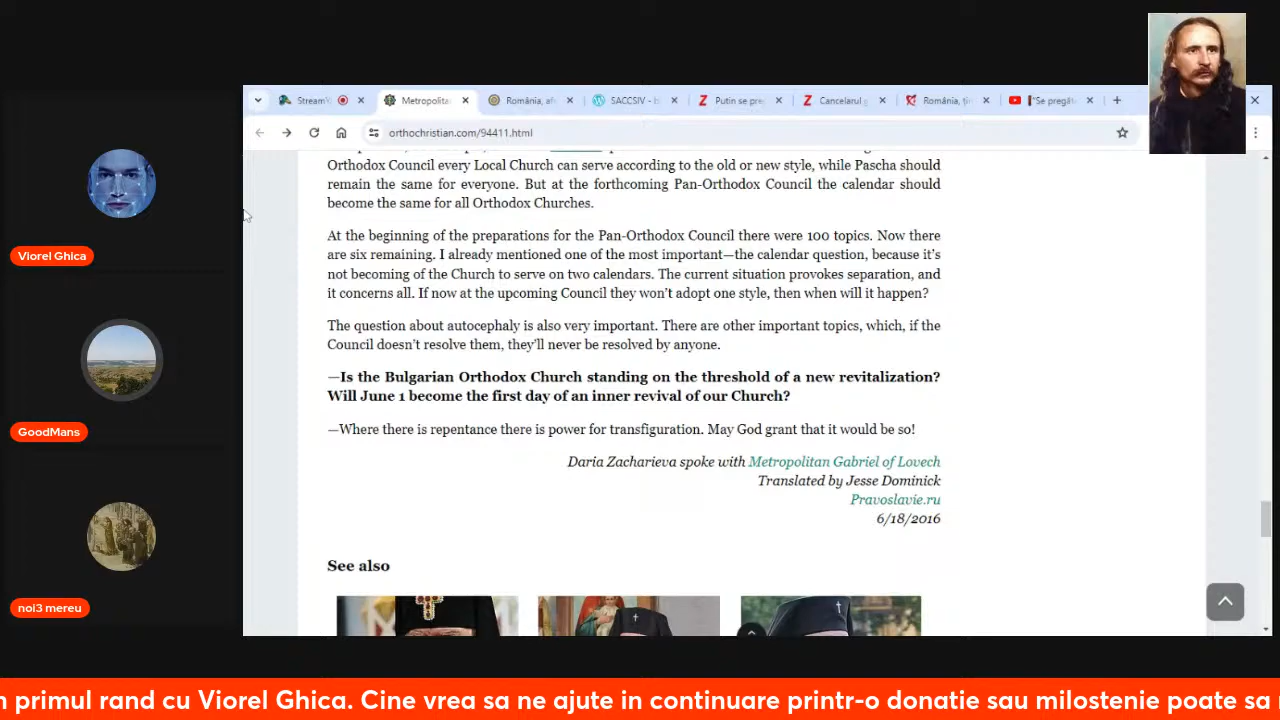 StreamY
Metropolita
România, af
SACCSIV - b
Putin se pre
Cancelarul g
România, țin
"Se pregăt
orthochristian.com/94411.html
Orthodox Council every Local Church can serve according to the old or new style, while Pascha should
remain the same for everyone. But at the forthcoming Pan-Orthodox Council the calendar should
become the same for all Orthodox Churches.
At the beginning of the preparations for the Pan-Orthodox Council there were 100 topics. Now there
are six remaining. I already mentioned one of the most important—the calendar question, because it's
not becoming of the Church to serve on two calendars. The current situation provokes separation, and
it concerns all. If now at the upcoming Council they won't adopt one style, then when will it happen?
The question about autocephaly is also very important. There are other important topics, which, if the
Council doesn't resolve them, they'll never be resolved by anyone.
—Is the Bulgarian Orthodox Church standing on the threshold of a new revitalization?
Will June 1 become the first day of an inner revival of our Church?
—Where there is repentance there is power for transfiguration. May God grant that it would be so!
Daria Zacharieva spoke with Metropolitan Gabriel of Lovech
Translated by Jesse Dominick
Pravoslavie.ru
6/18/2016
See also
Viorel Ghica
GoodMans
noi3 mereu
n primul rand cu Viorel Ghica. Cine vrea sa ne ajute in continuare printr-o donatie sau milostenie poate sa